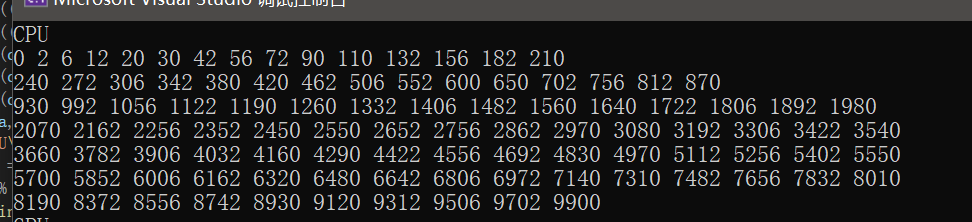 Microsoft Visual Studio 调试控制台
CPU
0 2 6 12 20 30 42 56 72 90 110 132 156 182 210
240 272 306 342 380 420 462 506 552 600 650 702 756 812 870
930 992 1056 1122 1190 1260 1332 1406 1482 1560 1640 1722 1806 1892 1980
2070 2162 2256 2352 2450 2550 2652 2756 2862 2970 3080 3192 3306 3422 3540
3660 3782 3906 4032 4160 4290 4422 4556 4692 4830 4970 5112 5256 5402 5550
5700 5852 6006 6162 6320 6480 6642 6806 6972 7140 7310 7482 7656 7832 8010
8190 8372 8556 8742 8930 9120 9312 9506 9702 9900